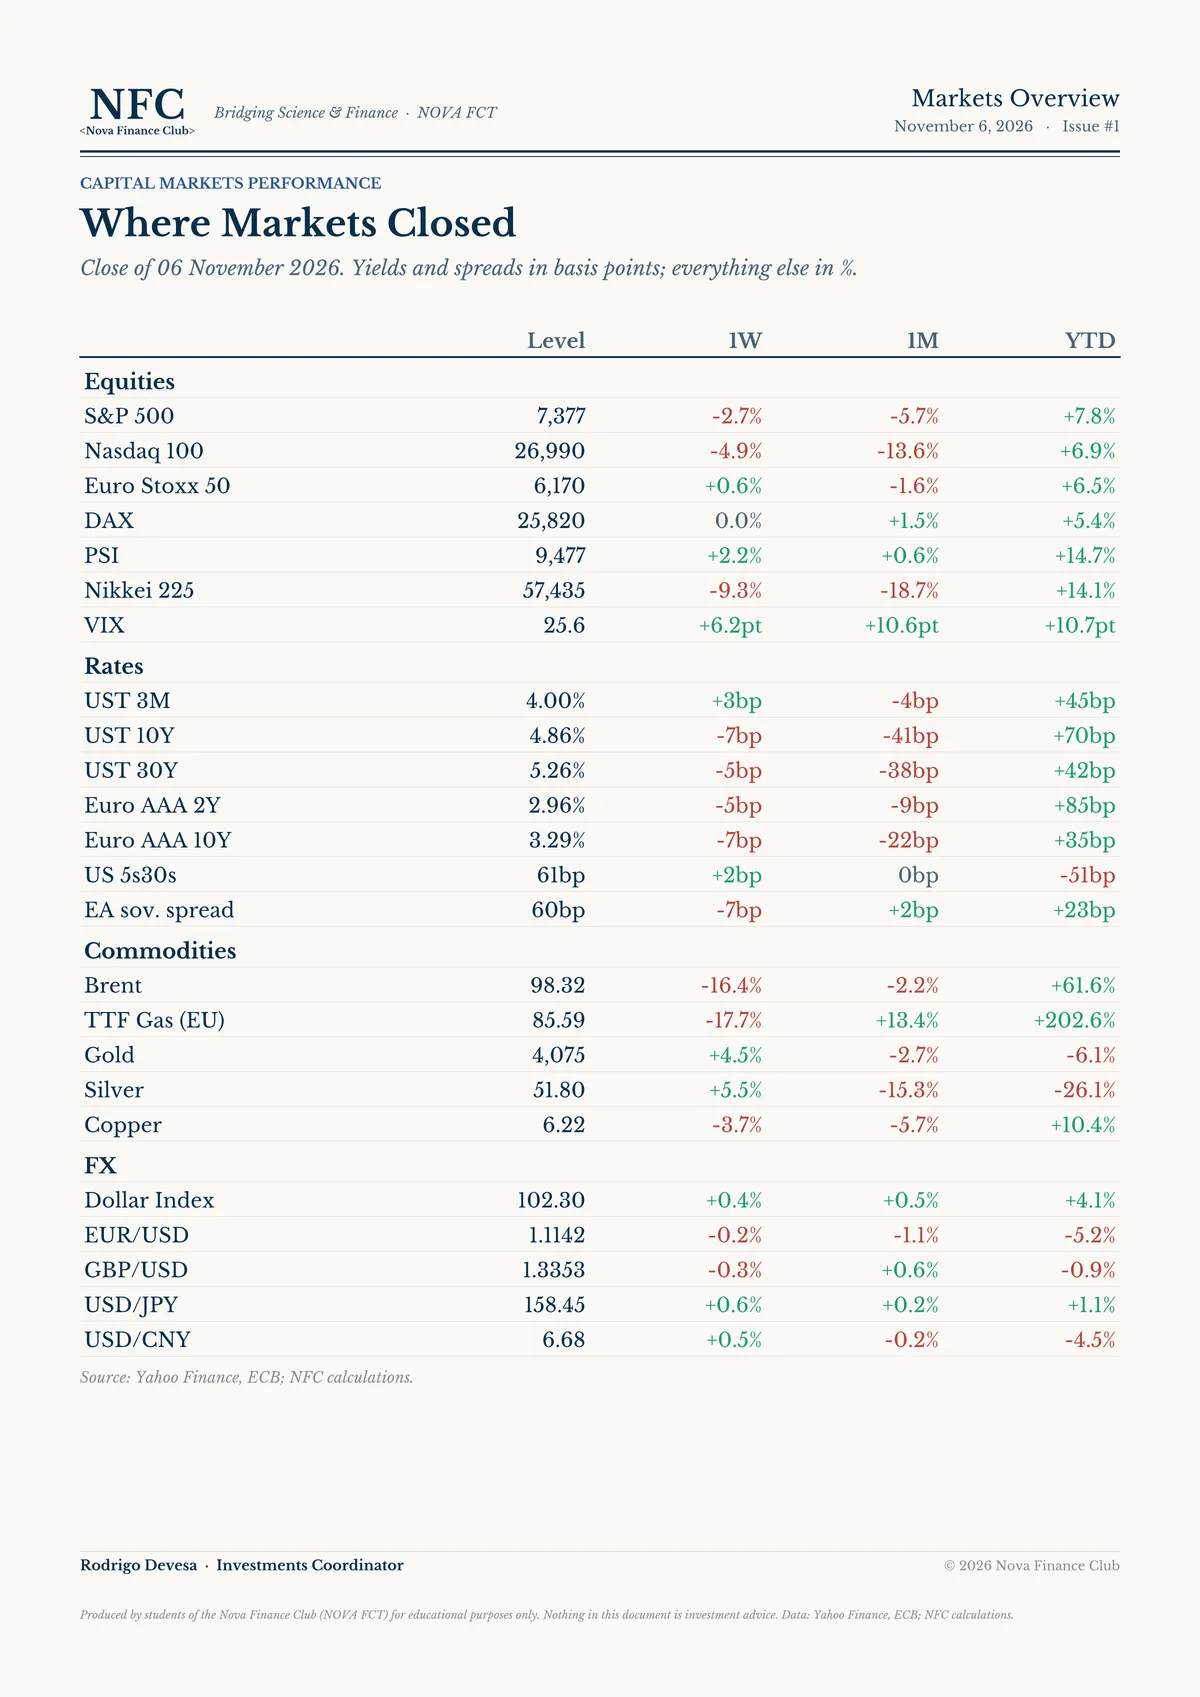 NFC
<Nova Finance Club>
Bridging Science & Finance · NOVA FCT
Markets Overview
November 6, 2026 · Issue #1
CAPITAL MARKETS PERFORMANCE
Where Markets Closed
Close of 06 November 2026. Yields and spreads in basis points; everything else in %.
Level 1W 1M YTD
Equities
S&P 500 7,377 -2.7% -5.7% +7.8%
Nasdaq 100 26,990 -4.9% -13.6% +6.9%
Euro Stoxx 50 6,170 +0.6% -1.6% +6.5%
DAX 25,820 0.0% +1.5% +5.4%
PSI 9,477 +2.2% +0.6% +14.7%
Nikkei 225 57,435 -9.3% -18.7% +14.1%
VIX 25.6 +6.2pt +10.6pt +10.7pt
Rates
UST 3M 4.00% +3bp -4bp +45bp
UST 10Y 4.86% -7bp -41bp +70bp
UST 30Y 5.26% -5bp -38bp +42bp
Euro AAA 2Y 2.96% -5bp -9bp +85bp
Euro AAA 10Y 3.29% -7bp -22bp +35bp
US 5s30s 61bp +2bp 0bp -51bp
EA sov. spread 60bp -7bp +2bp +23bp
Commodities
Brent 98.32 -16.4% -2.2% +61.6%
TTF Gas (EU) 85.59 -17.7% +13.4% +202.6%
Gold 4,075 +4.5% -2.7% -6.1%
Silver 51.80 +5.5% -15.3% -26.1%
Copper 6.22 -3.7% -5.7% +10.4%
FX
Dollar Index 102.30 +0.4% +0.5% +4.1%
EUR/USD 1.1142 -0.2% -1.1% -5.2%
GBP/USD 1.3353 -0.3% +0.6% -0.9%
USD/JPY 158.45 +0.6% +0.2% +1.1%
USD/CNY 6.68 +0.5% -0.2% -4.5%
Source: Yahoo Finance, ECB; NFC calculations.
Rodrigo Devesa · Investments Coordinator
© 2026 Nova Finance Club
Produced by students of the Nova Finance Club (NOVA FCT) for educational purposes only. Nothing in this document is investment advice. Data: Yahoo Finance, ECB; NFC calculations.